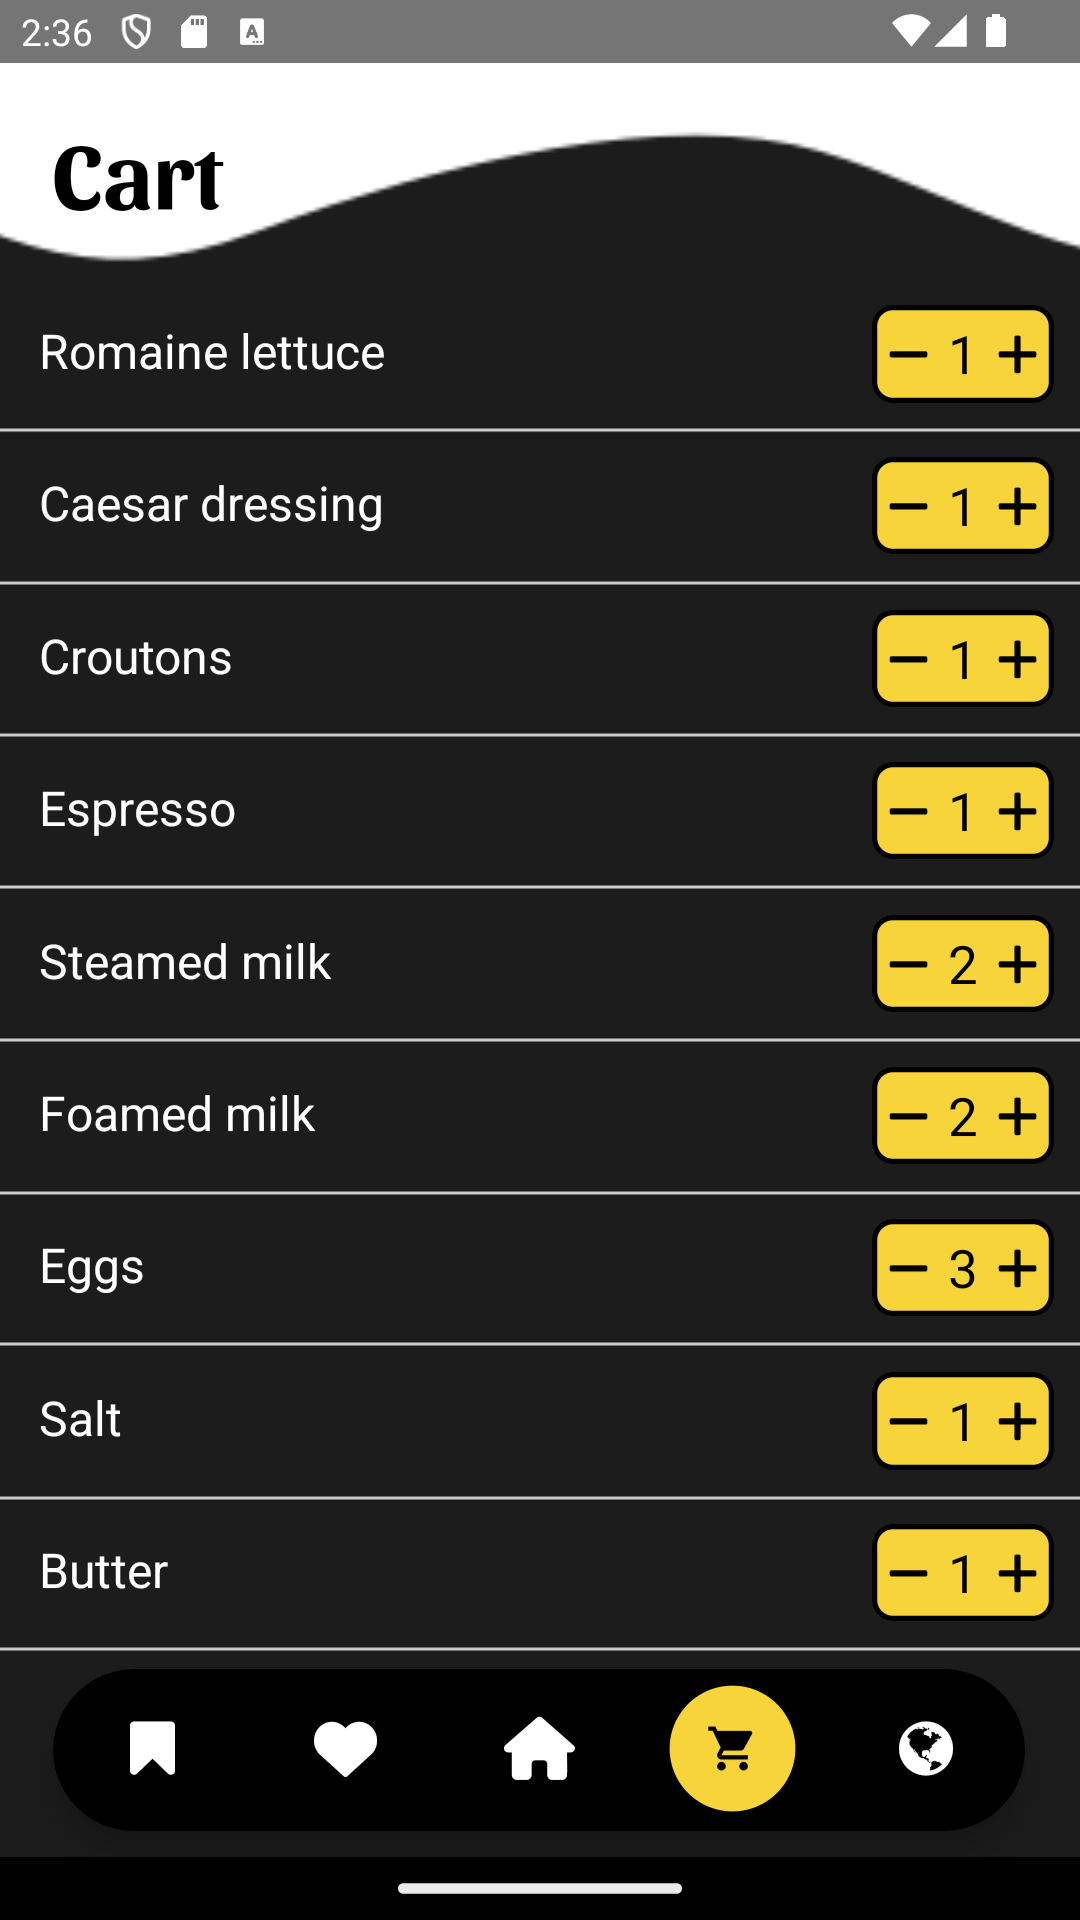 2:36
Cart
Romaine lettuce
1
Caesar dressing
1
Croutons
1
Espresso
1
Steamed milk
2
Foamed milk
2
Eggs
3
Salt
1
Butter
1